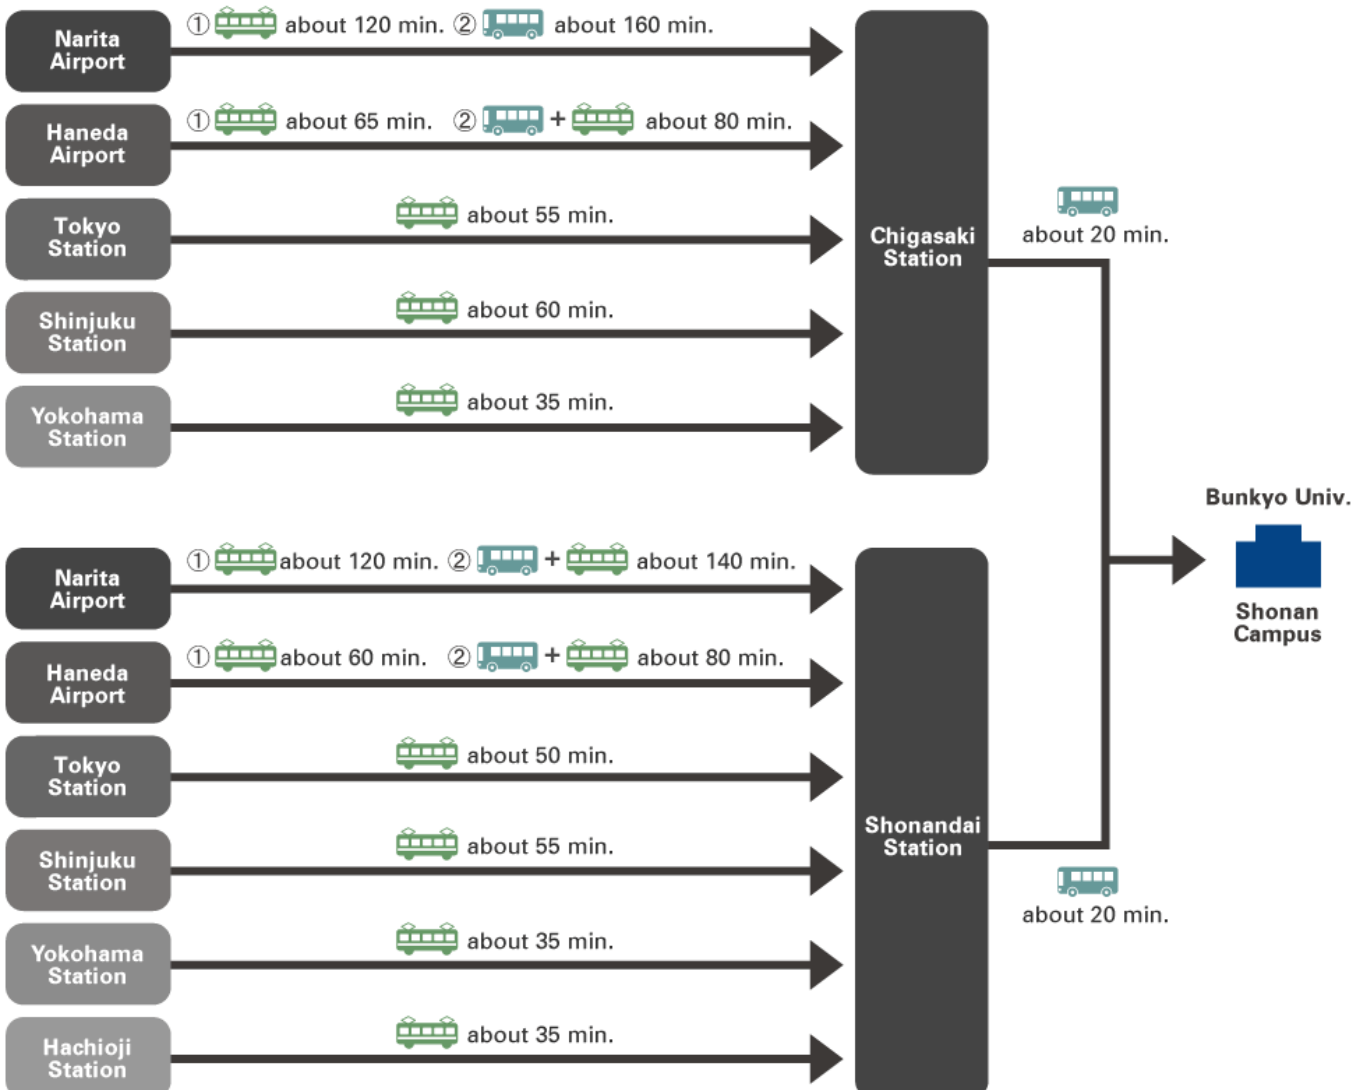 Narita
Airport
① about 120 min. ② about 160 min.
Haneda
Airport
① about 65 min. ② + about 80 min.
Tokyo
Station
about 55 min.
Shinjuku
Station
about 60 min.
Yokohama
Station
about 35 min.
Chigasaki
Station
about 20 min.
Narita
Airport
① about 120 min. ② + about 140 min.
Haneda
Airport
① about 60 min. ② + about 80 min.
Tokyo
Station
about 50 min.
Shinjuku
Station
about 55 min.
Yokohama
Station
about 35 min.
Hachioji
Station
about 35 min.
Shonandai
Station
about 20 min.
Bunkyo Univ.
Shonan
Campus